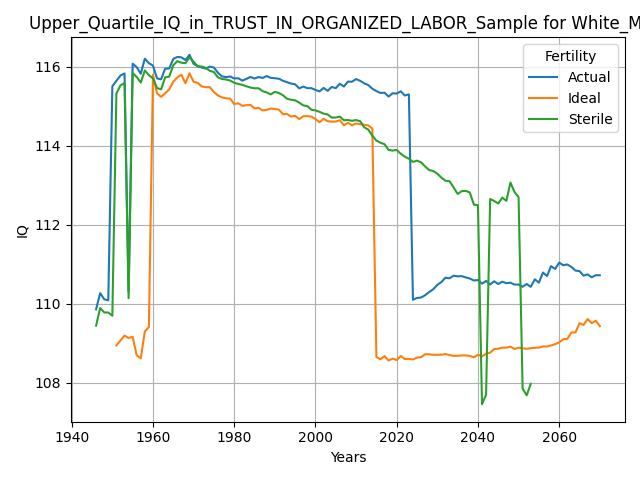 Upper_Quartile_IQ_in_TRUST_IN_ORGANIZED_LABOR_Sample for White_M
Fertility
Actual
Ideal
Sterile
116
114
112
110
108
IQ
1940
1960
1980
2000
2020
2040
2060
Years